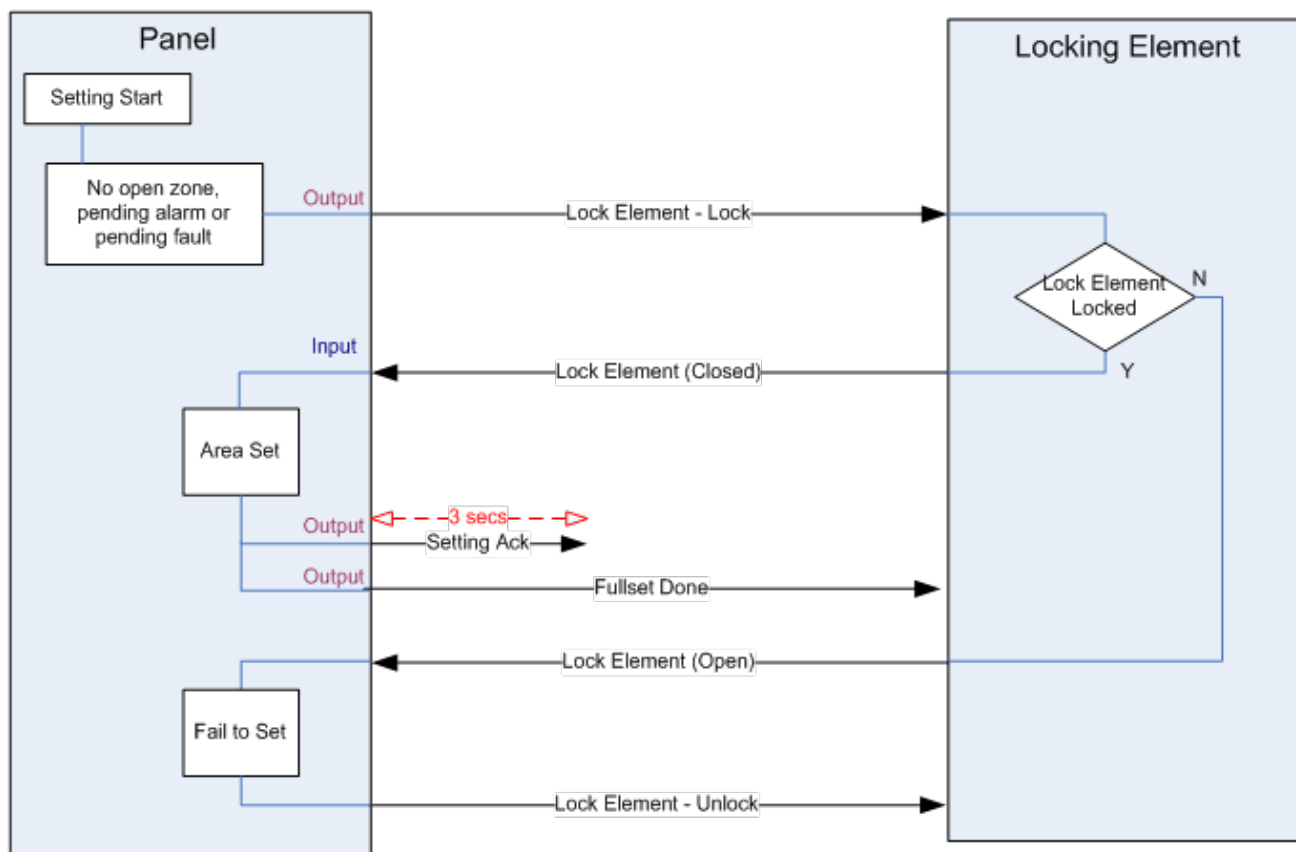 Panel
Locking Element
Setting Start
No open zone,
pending alarm or
pending fault
Output
Lock Element - Lock
Lock Element
Locked
N
Y
Input
Lock Element (Closed)
Area Set
3 secs
Output
Setting Ack
Output
Fullset Done
Lock Element (Open)
Fail to Set
Lock Element - Unlock